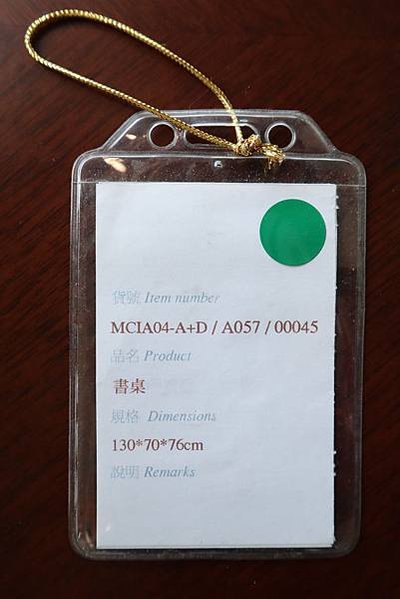 貨號 Item number
MCIA04-A+D / A057 / 00045
品名 Product
書桌
規格 Dimensions
130*70*76cm
說明 Remarks